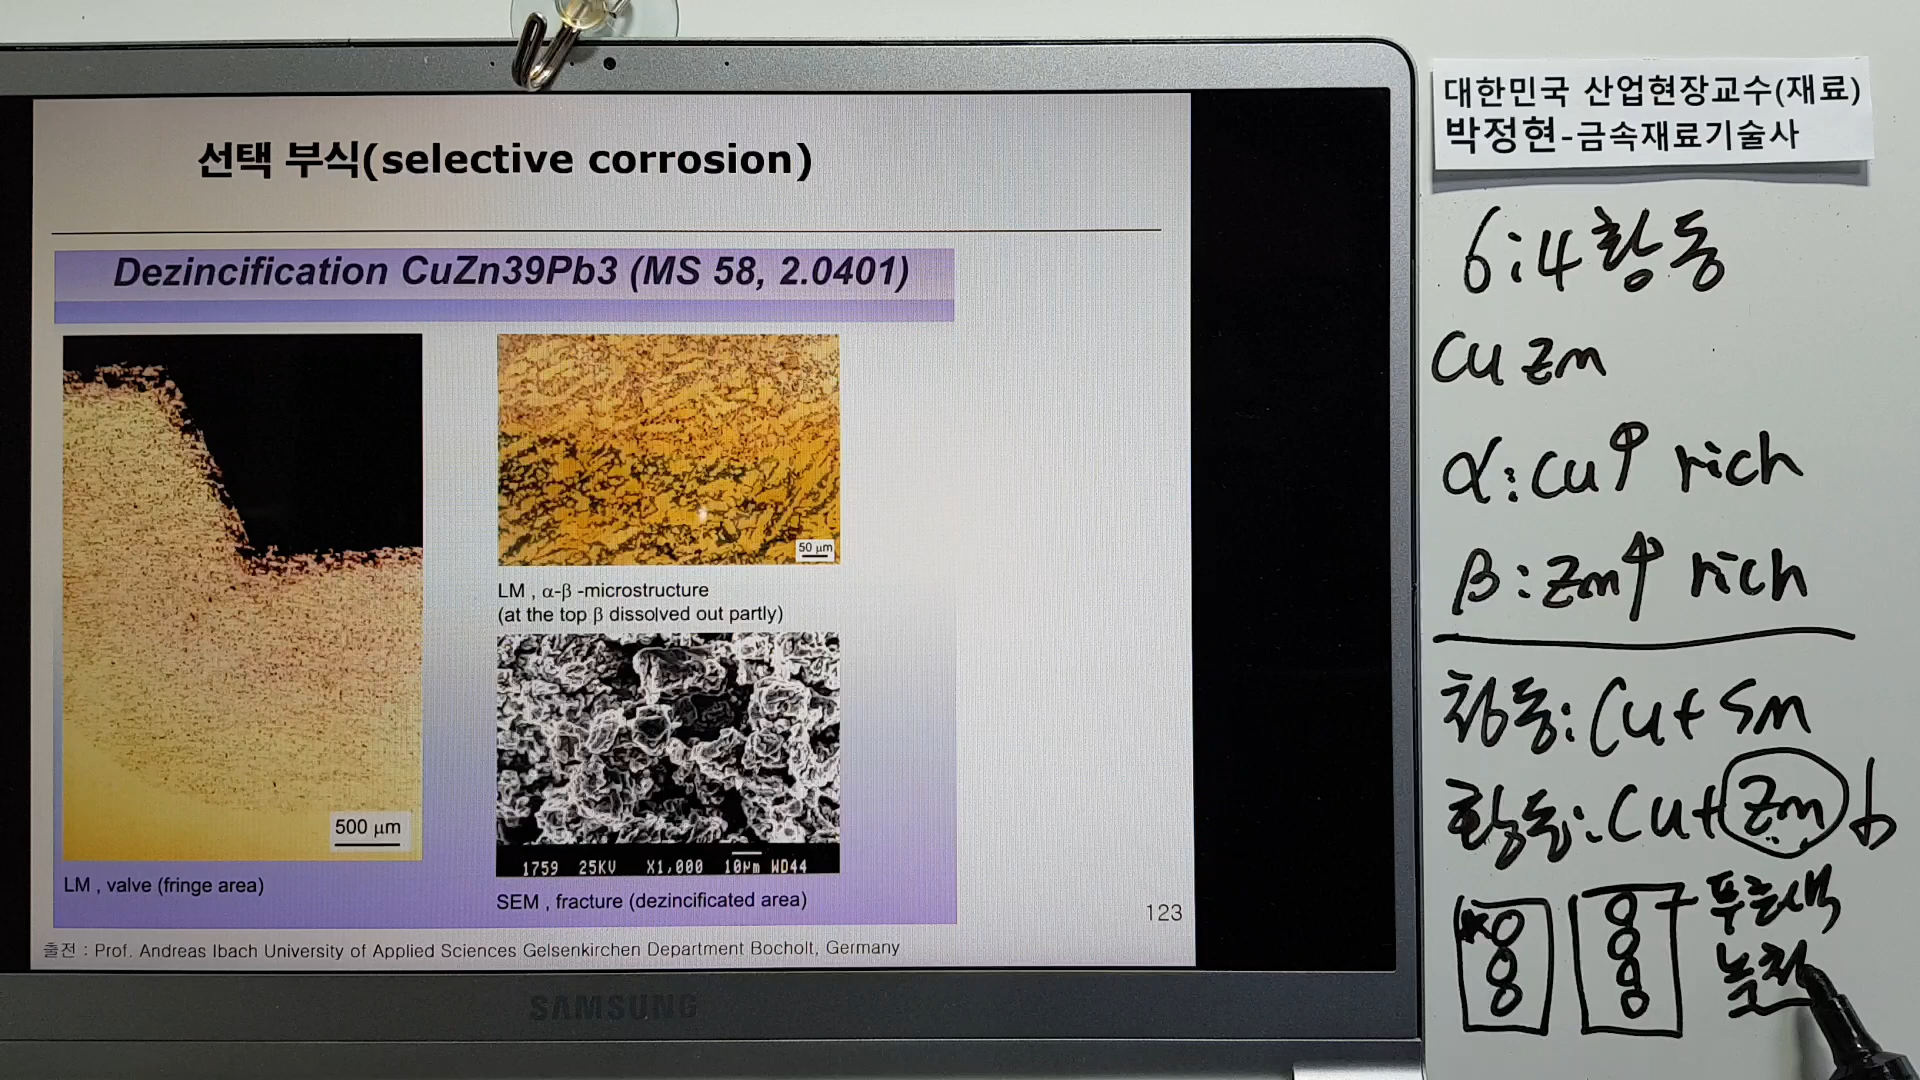 선택 부식(selective corrosion)
Dezincification CuZn39Pb3 (MS 58, 2.0401)
500 µm
LM , valve (fringe area)
50 µm
LM , α-β -microstructure
(at the top β dissolved out partly)
1759 25KV X1,000 10µm WD44
SEM , fracture (dezincificated area)
123
출전 : Prof. Andreas Ibach University of Applied Sciences Gelsenkirchen Department Bocholt, Germany
SAMSUNG
대한민국 산업현장교수(재료)
박정현-금속재료기술사
6:4황동
Cu Zn
α:Cu↑ rich
β:Zn↑ rich
청동:Cu+Sn
황동:Cu+Zn
푸른색
녹청